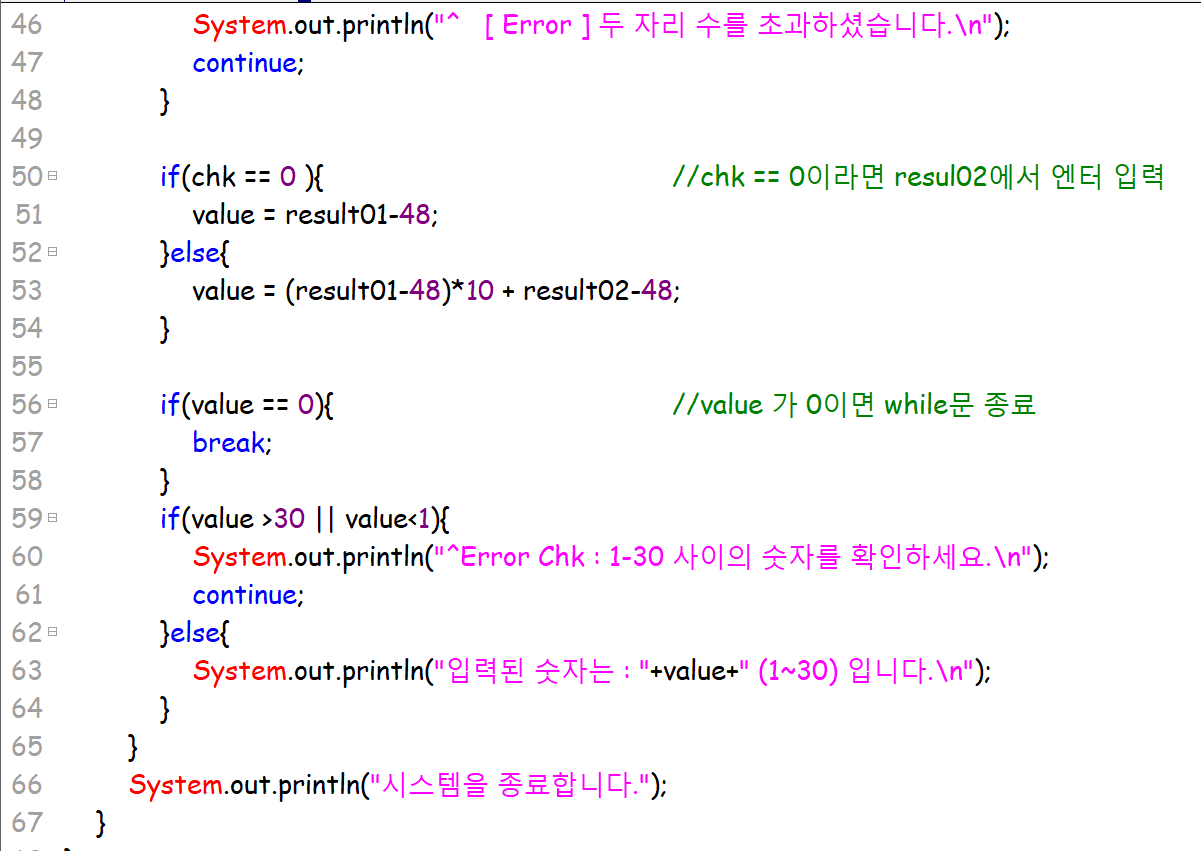 46 System.out.println("^   [ Error ] 두 자리 수를 초과하셨습니다.\n");
47 continue;
48 }
49
50 if(chk == 0 ){ //chk == 0이라면 resul02에서 엔터 입력
51 value = result01-48;
52 }else{
53 value = (result01-48)*10 + result02-48;
54 }
55
56 if(value == 0){ //value 가 0이면 while문 종료
57 break;
58 }
59 if(value >30 || value<1){
60 System.out.println("^Error Chk : 1-30 사이의 숫자를 확인하세요.\n");
61 continue;
62 }else{
63 System.out.println("입력된 숫자는 : "+value+" (1~30) 입니다.\n");
64 }
65 }
66 System.out.println("시스템을 종료합니다.");
67 }